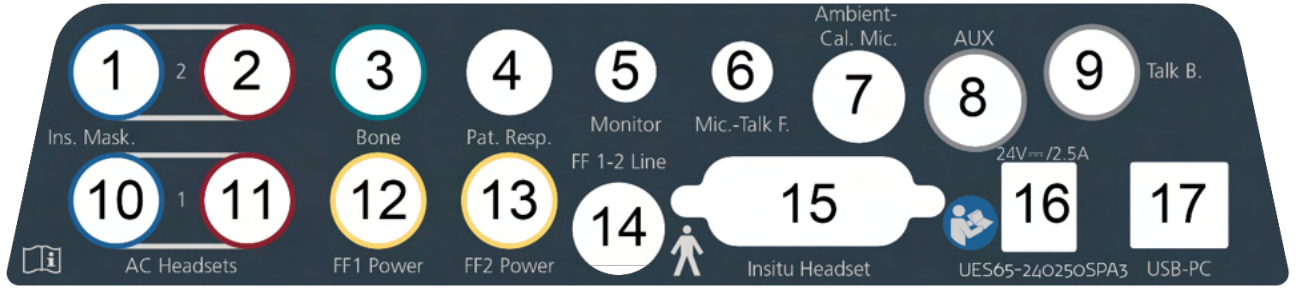 Ambient-
Cal. Mic.
AUX
1
2
2
3
4
5
6
7
8
9
Talk B.
Ins. Mask.
Bone
Pat. Resp.
Monitor
Mic.-Talk F.
FF 1-2 Line
24V⎓/2.5A
10
1
11
12
13
14
15
16
17
i
AC Headsets
FF1 Power
FF2 Power
Insitu Headset
UES65-240250SPA3
USB-PC